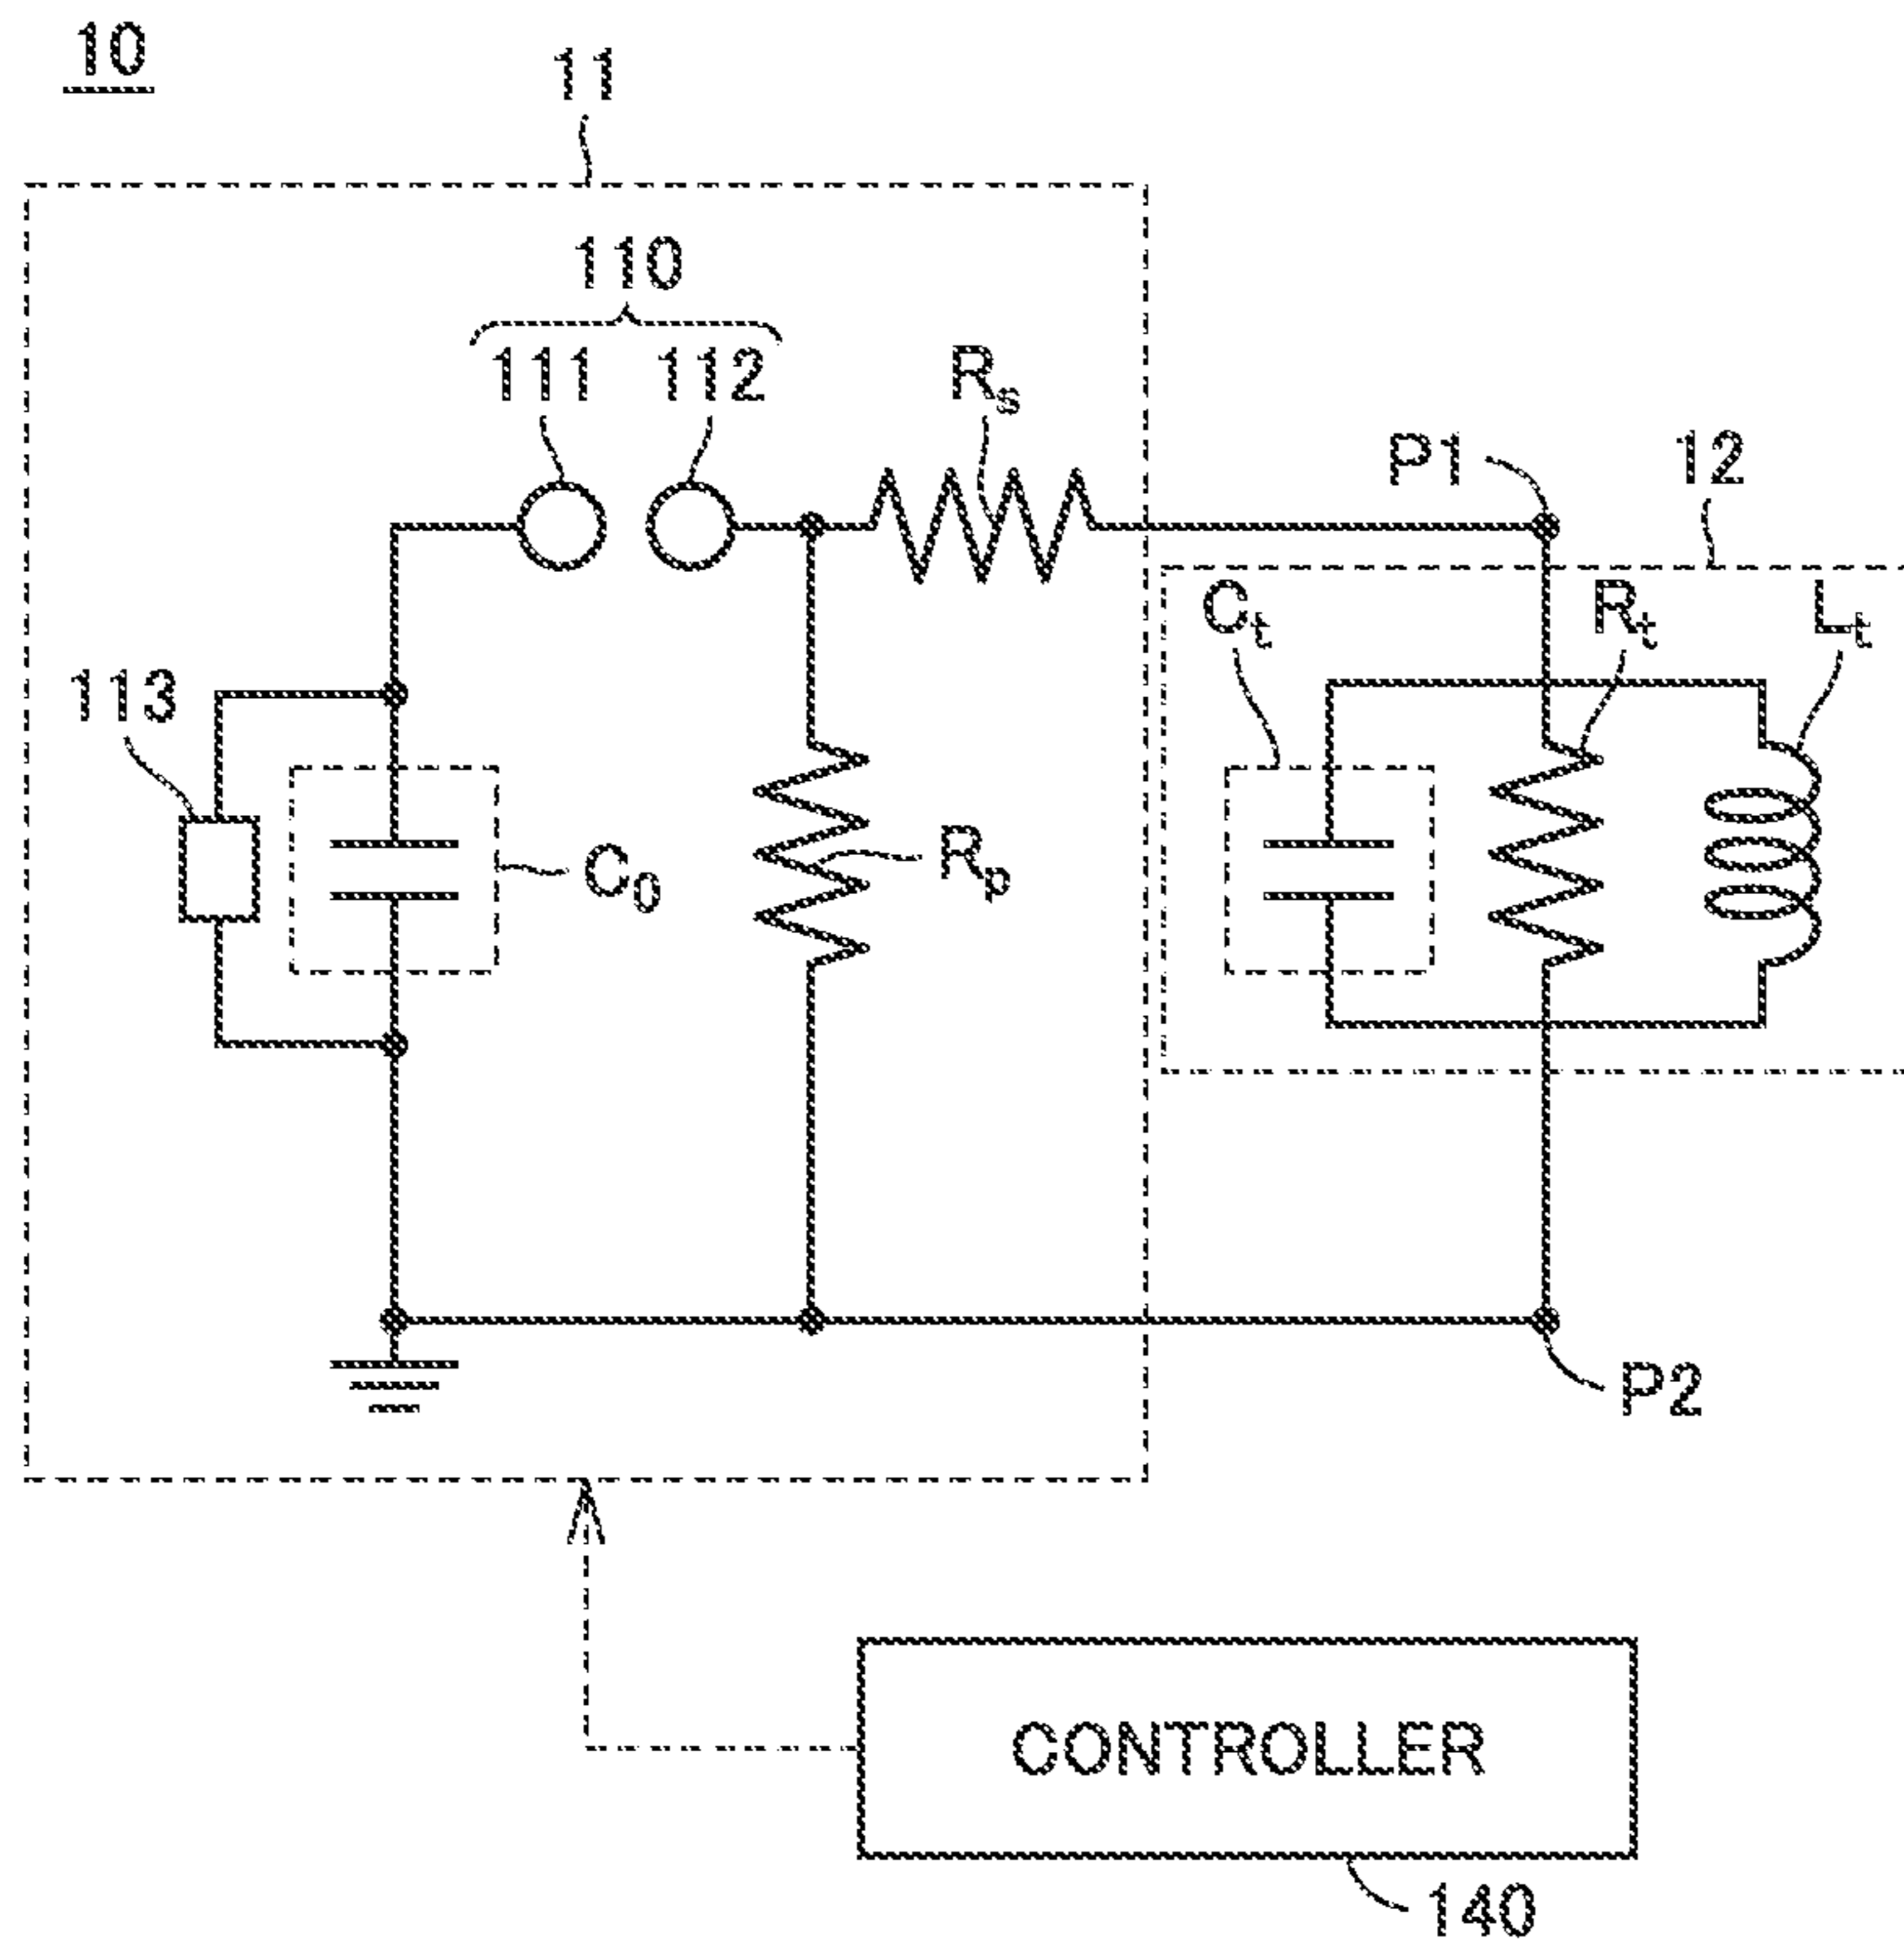 10
11
110
111 112
Rs
P1
12
Ct
Rt
Lt
113
C0
Rp
P2
CONTROLLER
140